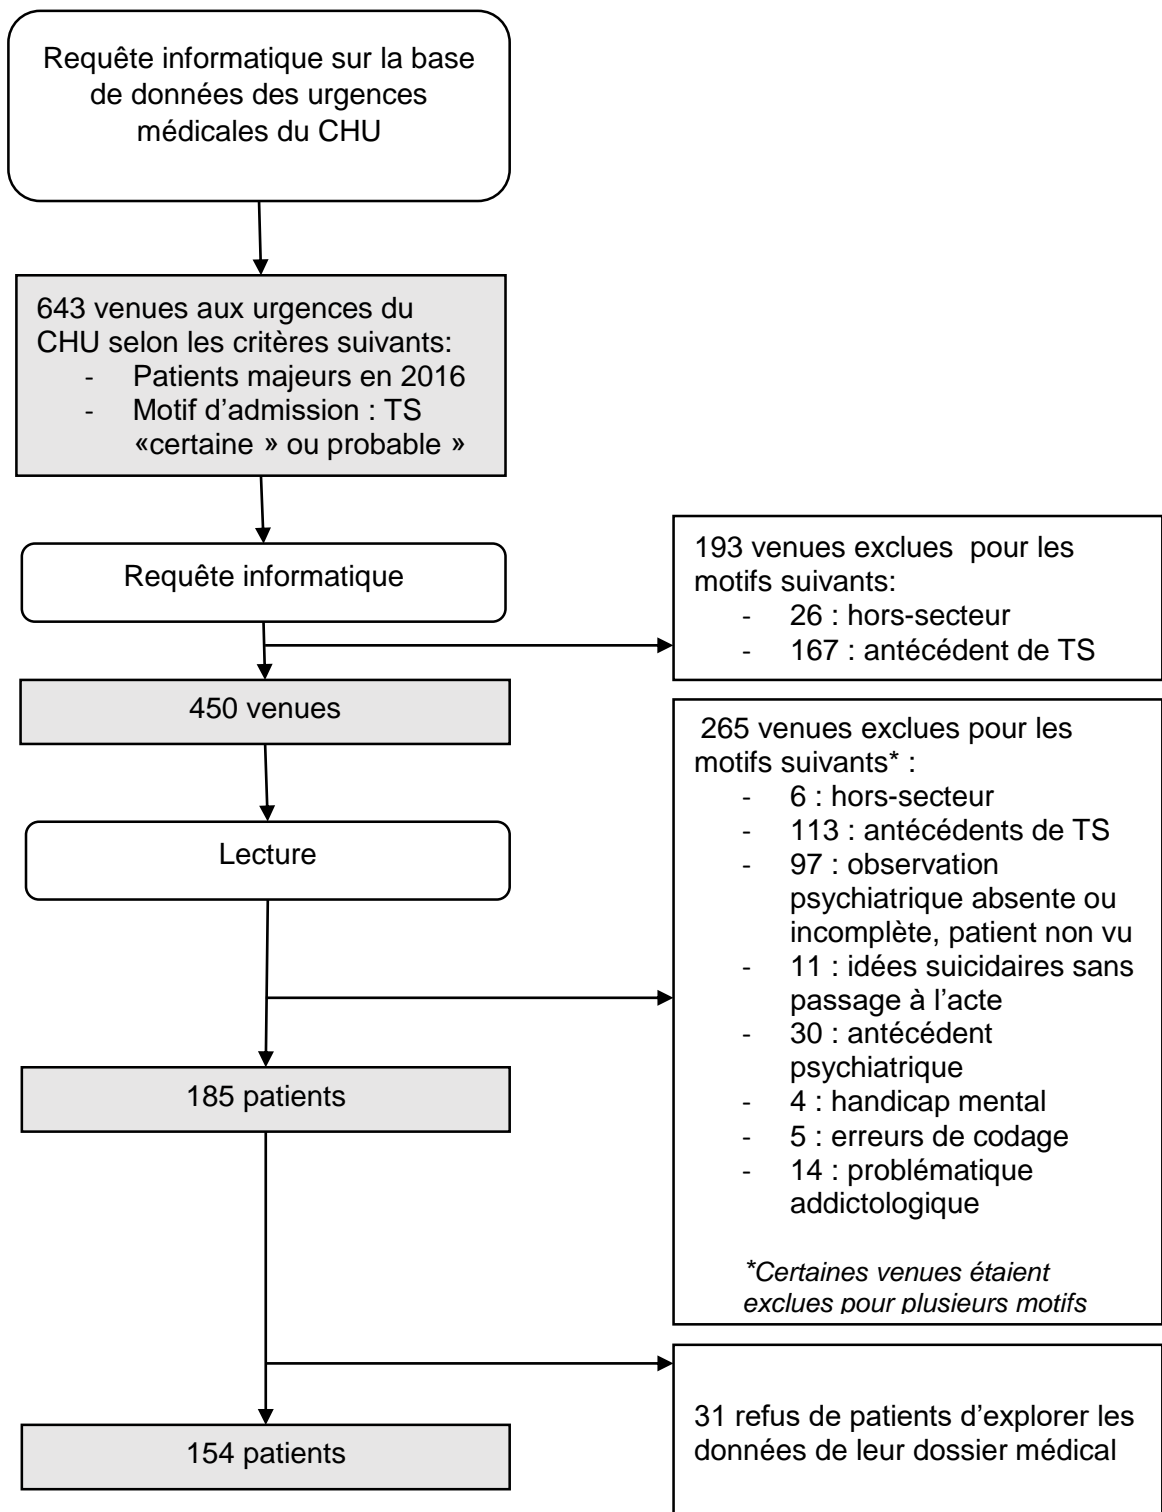 Requête informatique sur la base
de données des urgences
médicales du CHU
643 venues aux urgences du
CHU selon les critères suivants:
- Patients majeurs en 2016
- Motif d’admission : TS
«certaine » ou probable »
Requête informatique
193 venues exclues pour les
motifs suivants:
- 26 : hors-secteur
- 167 : antécédent de TS
450 venues
265 venues exclues pour les
motifs suivants* :
- 6 : hors-secteur
- 113 : antécédents de TS
- 97 : observation
psychiatrique absente ou
incomplète, patient non vu
- 11 : idées suicidaires sans
passage à l’acte
- 30 : antécédent
psychiatrique
- 4 : handicap mental
- 5 : erreurs de codage
- 14 : problématique
addictologique
*Certaines venues étaient
exclues pour plusieurs motifs
Lecture
185 patients
31 refus de patients d’explorer les
données de leur dossier médical
154 patients